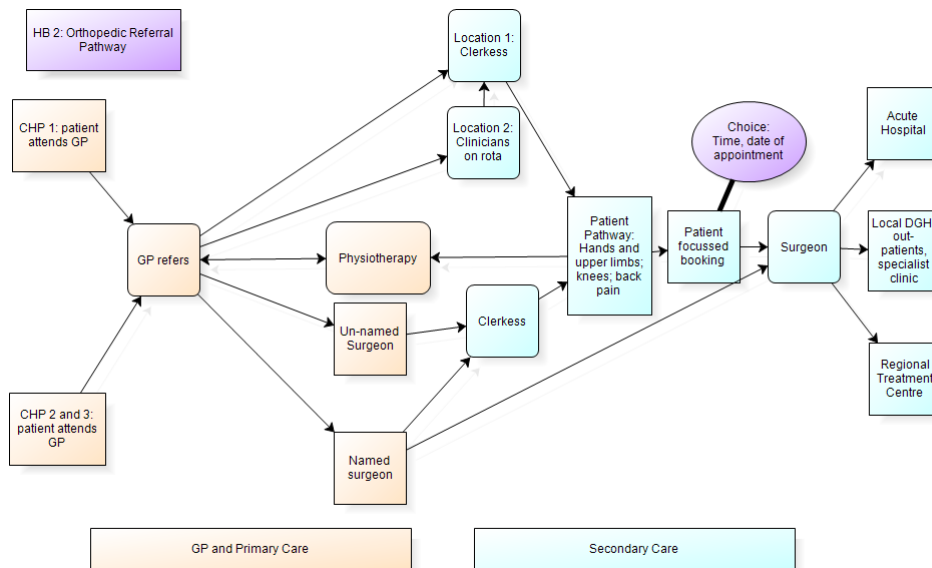 HB 2: Orthopedic Referral
Pathway
Location 1:
Clerkess
CHP 1: patient
attends GP
Location 2:
Clinicians
on rota
Choice:
Time, date of
appointment
Acute
Hospital
GP refers
Physiotherapy
Patient
Pathway:
Hands and
upper limbs;
knees; back
pain
Patient
focussed
booking
Surgeon
Local DGH
out-
patients,
specialist
clinic
Un-named
Surgeon
Clerkess
Regional
Treatment
Centre
CHP 2 and 3:
patient attends
GP
Named
surgeon
GP and Primary Care
Secondary Care